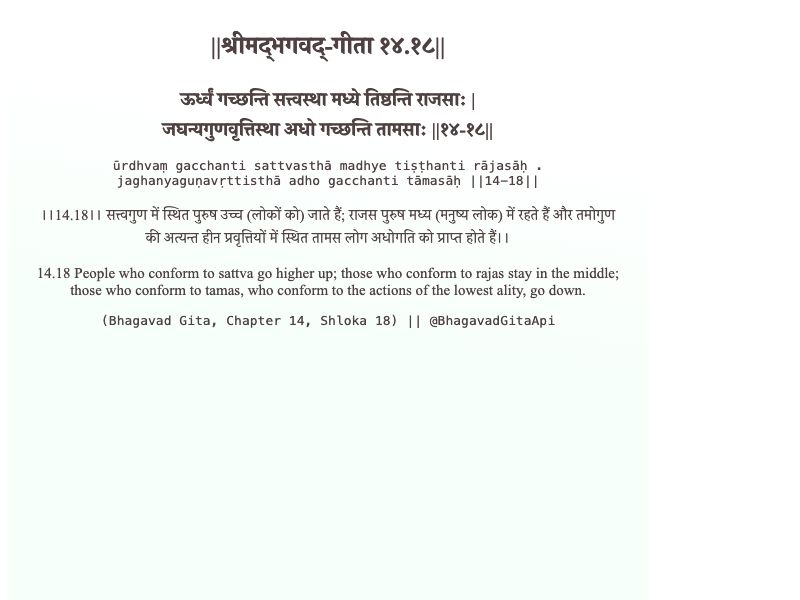 ||श्रीमद्‍भगवद्‍-गीता १४.१८||
ऊर्ध्वं गच्छन्ति सत्त्वस्था मध्ये तिष्ठन्ति राजसाः |
जघन्यगुणवृत्तिस्था अधो गच्छन्ति तामसाः ||१४-१८||
ūrdhvaṃ gacchanti sattvasthā madhye tiṣṭhanti rājasāḥ .
jaghanyaguṇavṛttisthā adho gacchanti tāmasāḥ ||14-18||
।।14.18।। सत्त्वगुण में स्थित पुरुष उच्च (लोकों को) जाते हैं; राजस पुरुष मध्य (मनुष्य लोक) में रहते हैं और तमोगुण
की अत्यन्त हीन प्रवृत्तियों में स्थित तामस लोग अधोगति को प्राप्त होते हैं।।
14.18 People who conform to sattva go higher up; those who conform to rajas stay in the middle;
those who conform to tamas, who conform to the actions of the lowest ality, go down.
(Bhagavad Gita, Chapter 14, Shloka 18) || @BhagavadGitaApi